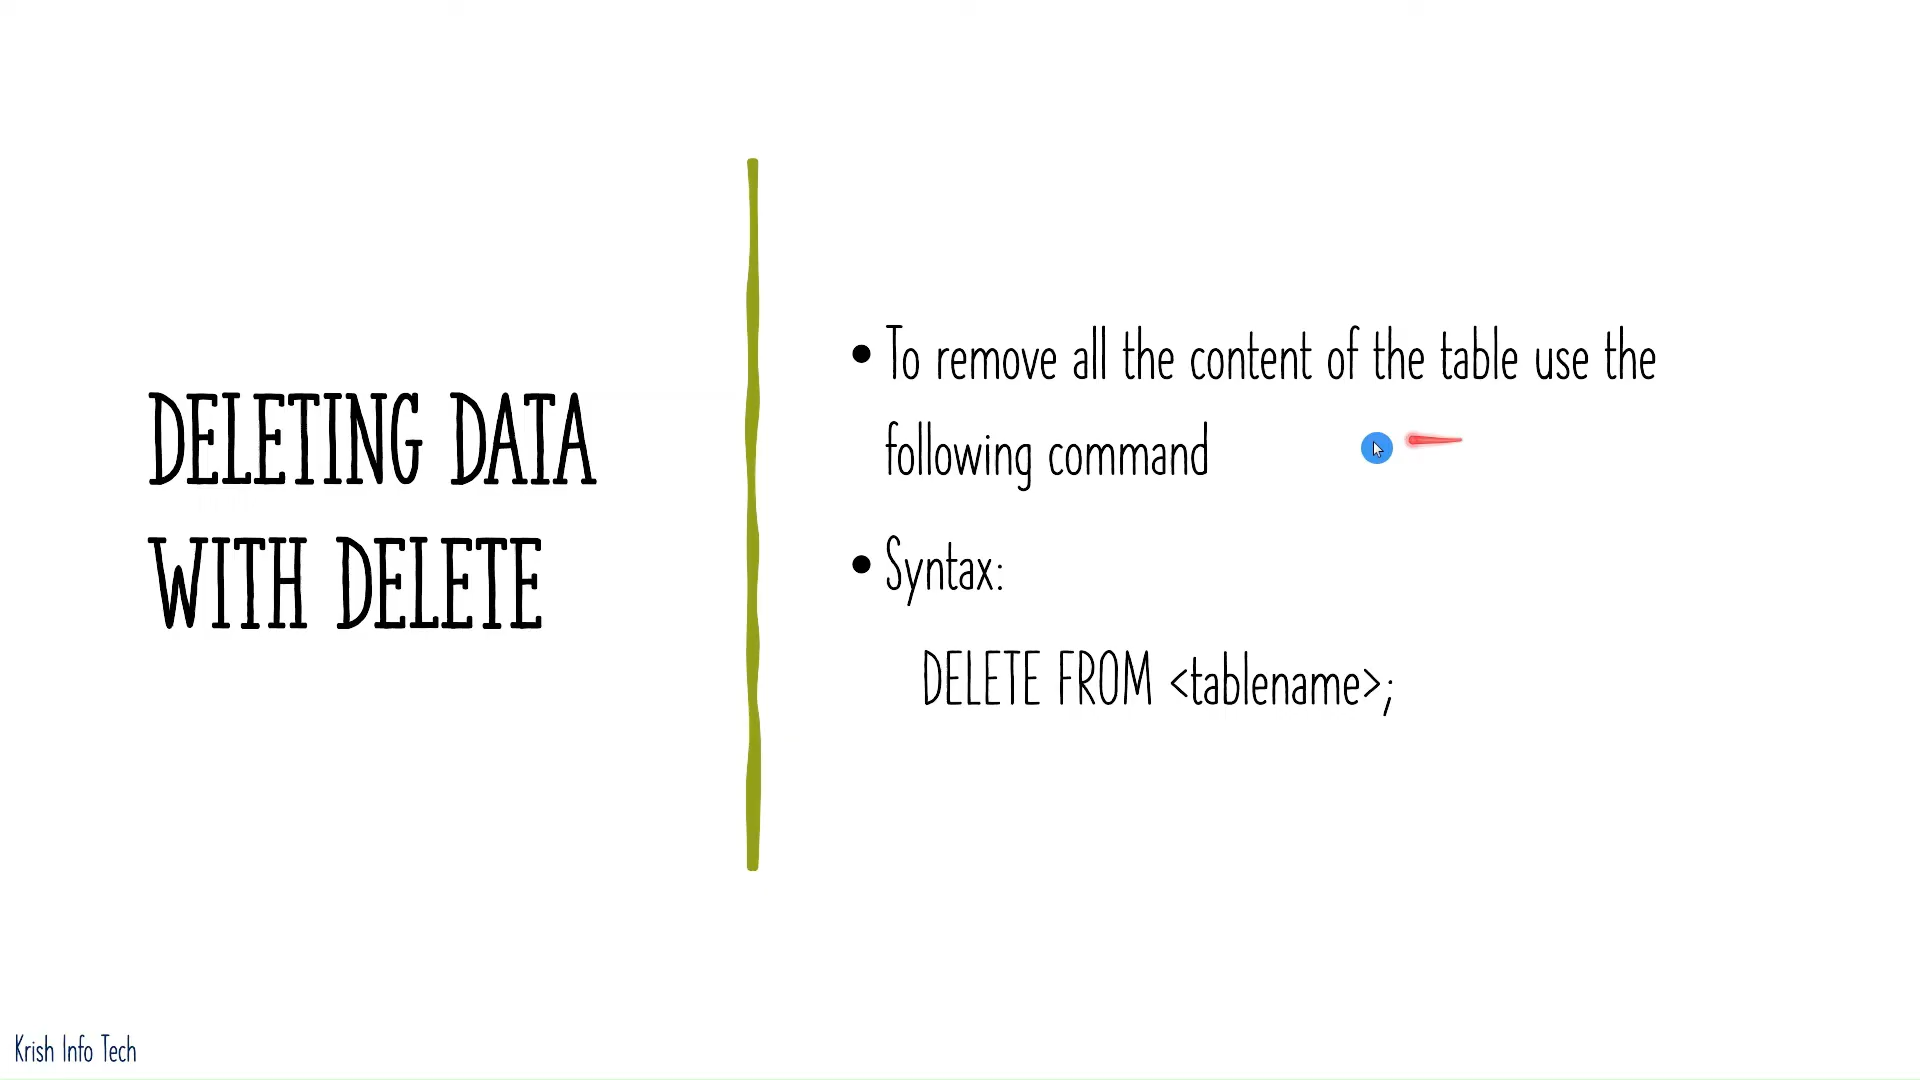 DELETING DATA
WITH DELETE
• To remove all the content of the table use the
following command
• Syntax:
DELETE FROM <tablename>;
Krish Info Tech